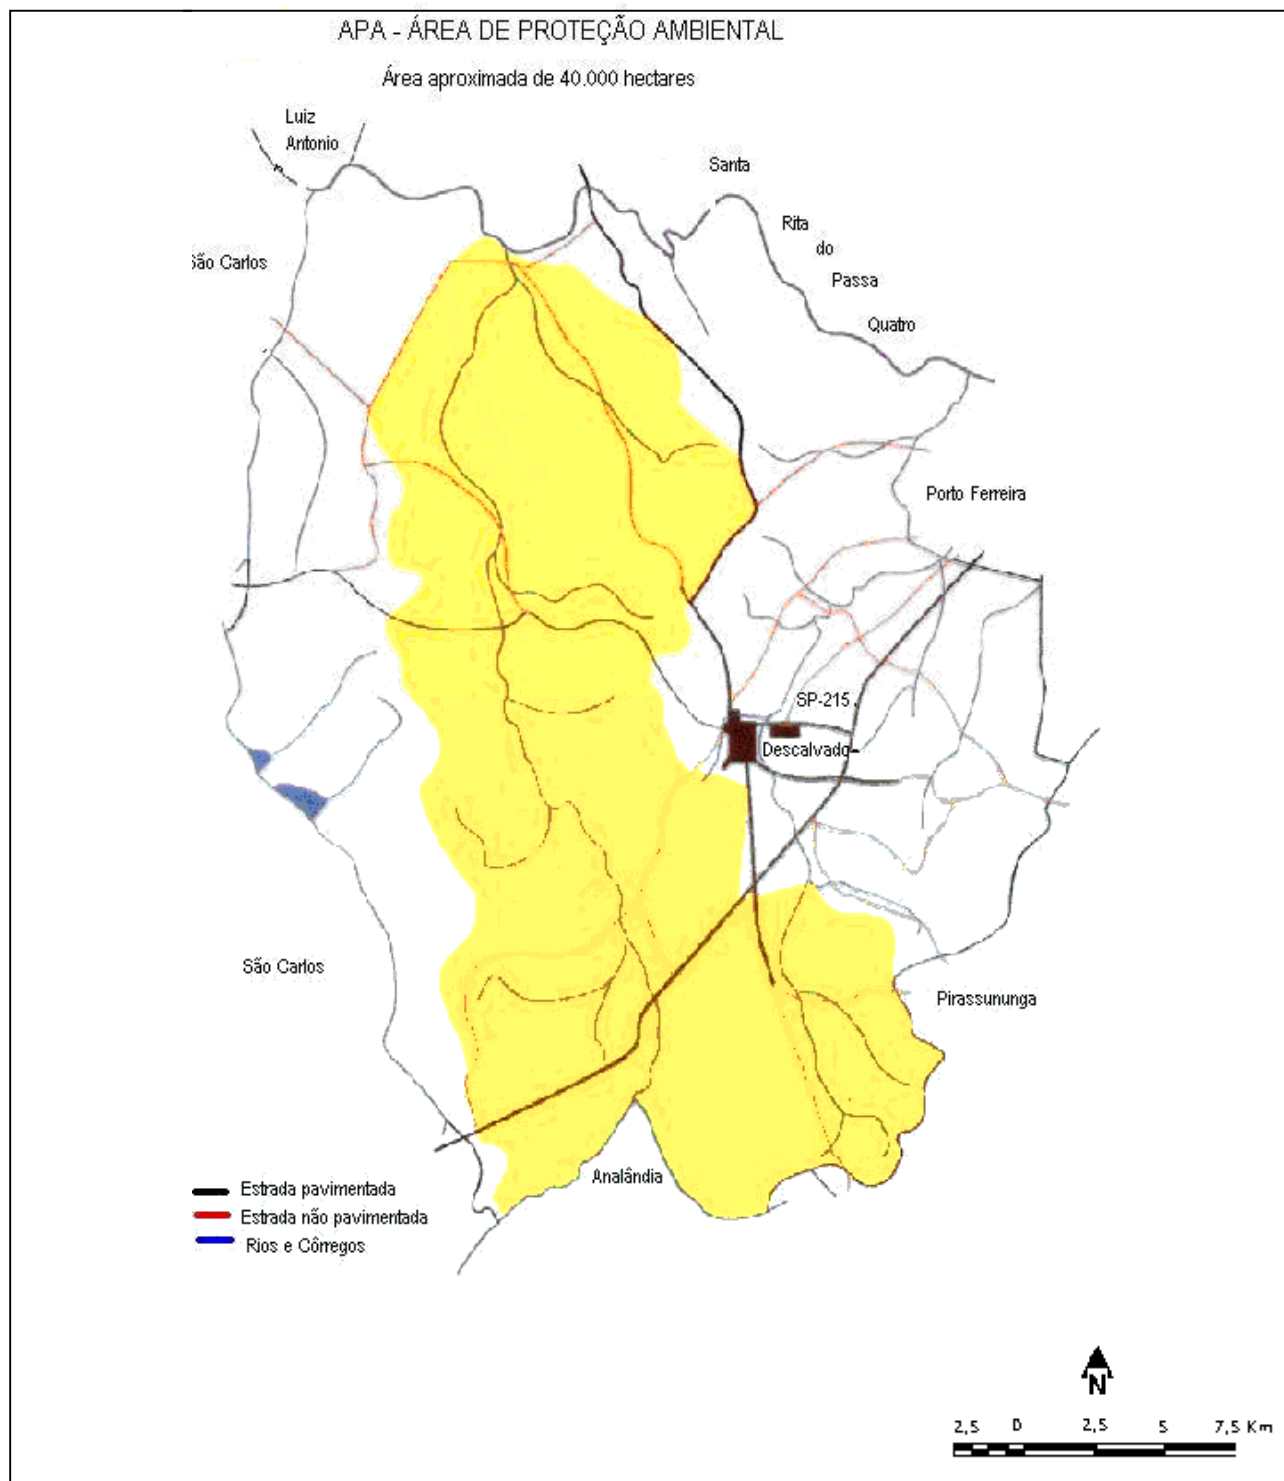 APA - ÁREA DE PROTEÇÃO AMBIENTAL
Área aproximada de 40.000 hectares
Luiz
Antonio
Santa
Rita
do
Passa
Quatro
São Carlos
Porto Ferreira
SP-215
Descalvado
São Carlos
Pirassununga
Analândia
Estrada pavimentada
Estrada não pavimentada
Rios e Côrregos
N
2,5 0 2,5 5 7,5 Km